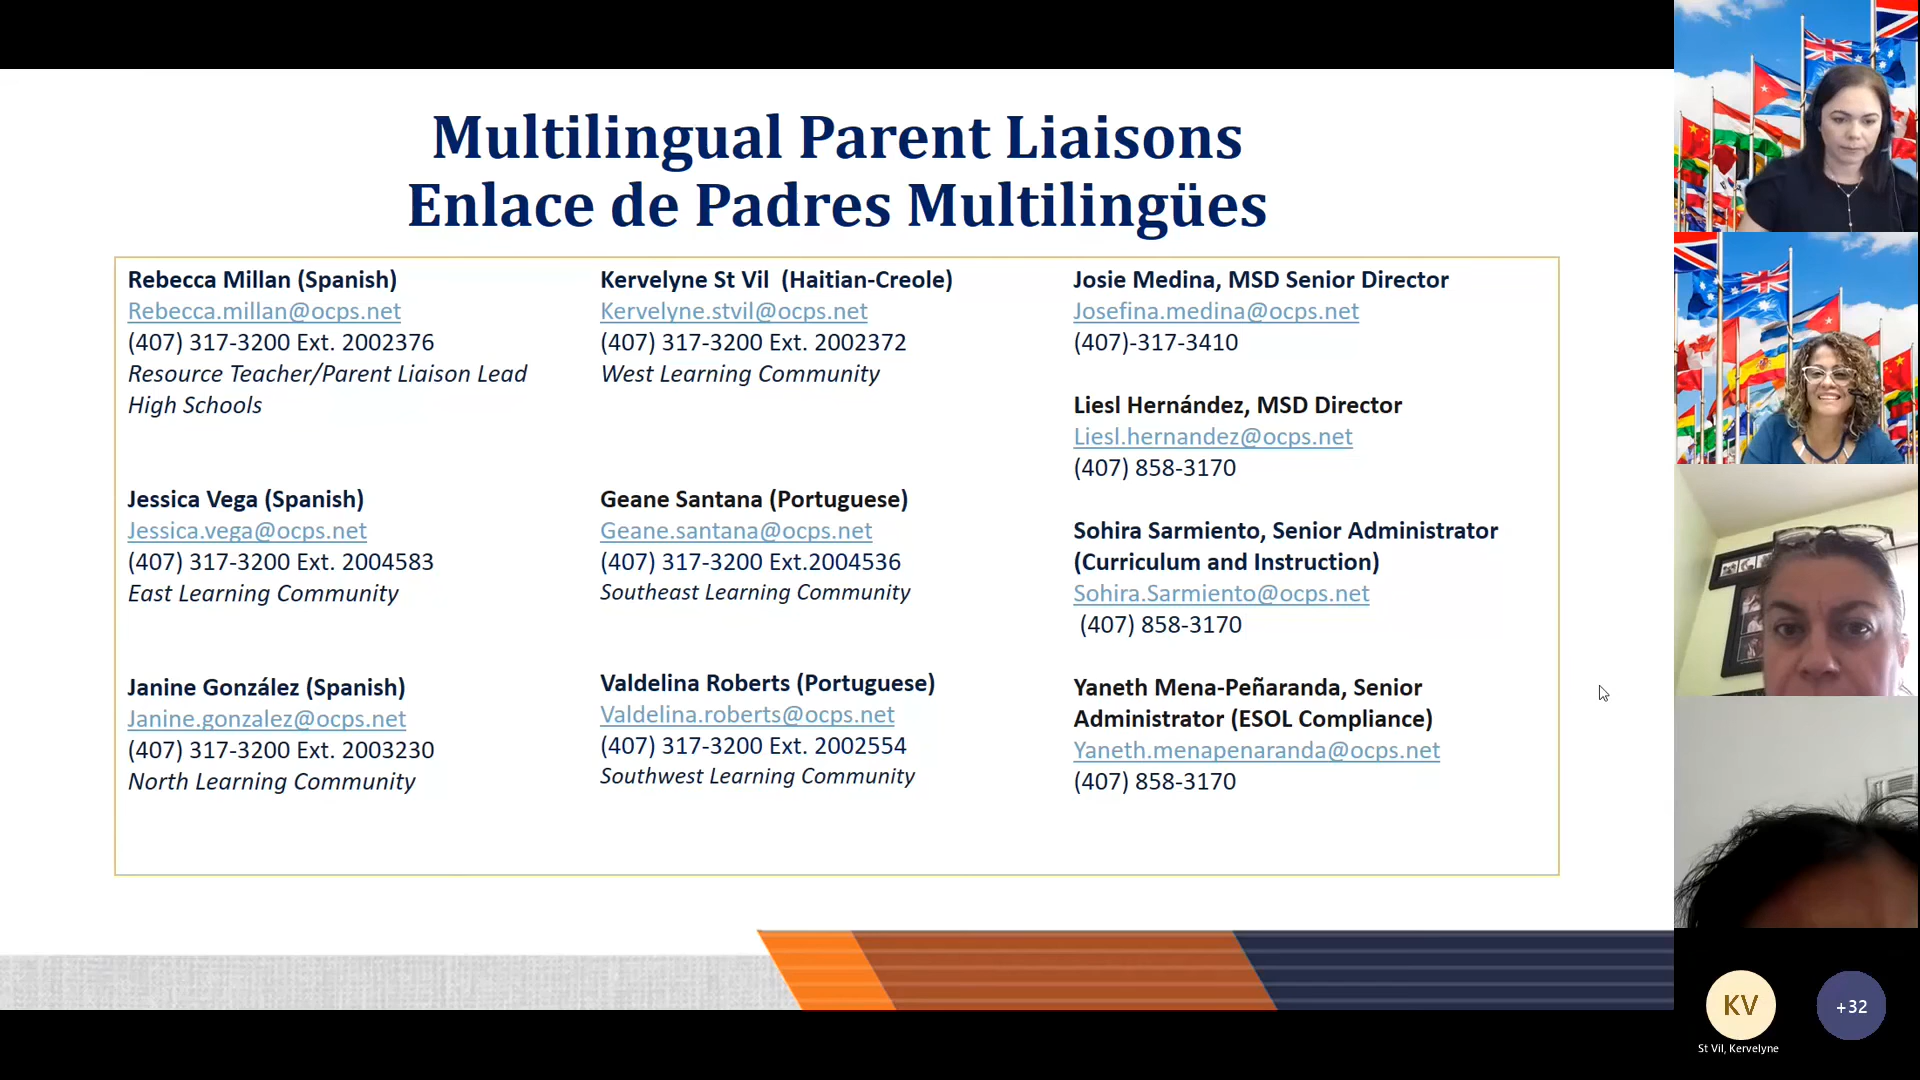 Multilingual Parent Liaisons
Enlace de Padres Multilingües
Rebecca Millan (Spanish)
Rebecca.millan@ocps.net
(407) 317-3200 Ext. 2002376
Resource Teacher/Parent Liaison Lead
High Schools
Jessica Vega (Spanish)
Jessica.vega@ocps.net
(407) 317-3200 Ext. 2004583
East Learning Community
Janine González (Spanish)
Janine.gonzalez@ocps.net
(407) 317-3200 Ext. 2003230
North Learning Community
Kervelyne St Vil  (Haitian-Creole)
Kervelyne.stvil@ocps.net
(407) 317-3200 Ext. 2002372
West Learning Community
Geane Santana (Portuguese)
Geane.santana@ocps.net
(407) 317-3200 Ext.2004536
Southeast Learning Community
Valdelina Roberts (Portuguese)
Valdelina.roberts@ocps.net
(407) 317-3200 Ext. 2002554
Southwest Learning Community
Josie Medina, MSD Senior Director
Josefina.medina@ocps.net
(407)-317-3410
Liesl Hernández, MSD Director
Liesl.hernandez@ocps.net
(407) 858-3170
Sohira Sarmiento, Senior Administrator
(Curriculum and Instruction)
Sohira.Sarmiento@ocps.net
(407) 858-3170
Yaneth Mena-Peñaranda, Senior
Administrator (ESOL Compliance)
Yaneth.menapenaranda@ocps.net
(407) 858-3170
KV
+32
St Vil, Kervelyne